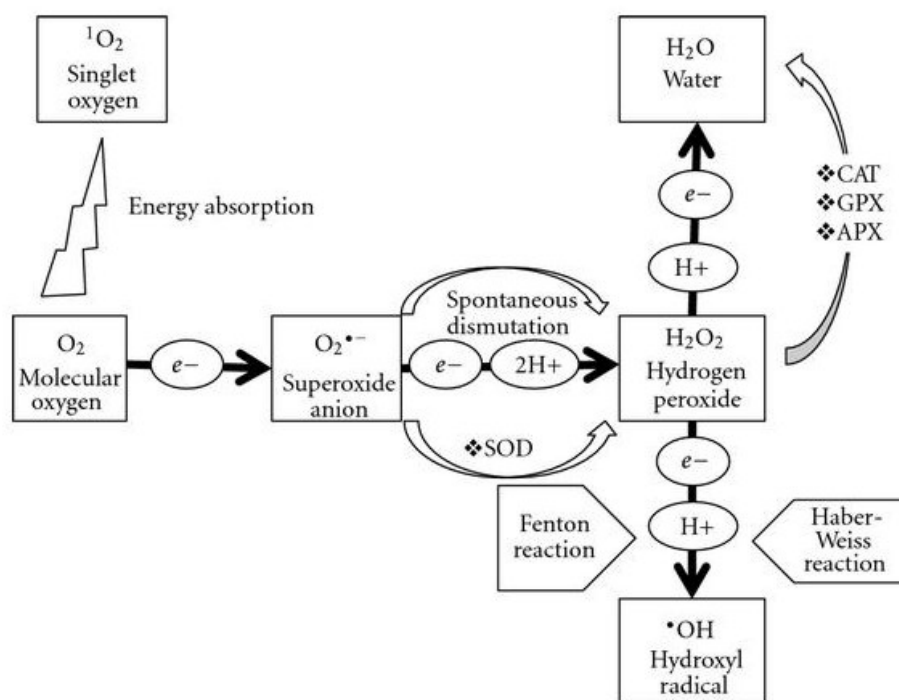 ¹O₂
Singlet
oxygen
H₂O
Water
Energy absorption
e−
❖CAT
❖GPX
❖APX
H+
O₂
Molecular
oxygen
e−
O₂•−
Superoxide
anion
Spontaneous
dismutation
e−
2H+
H₂O₂
Hydrogen
peroxide
❖SOD
e−
Fenton
reaction
H+
Haber-
Weiss
reaction
•OH
Hydroxyl
radical